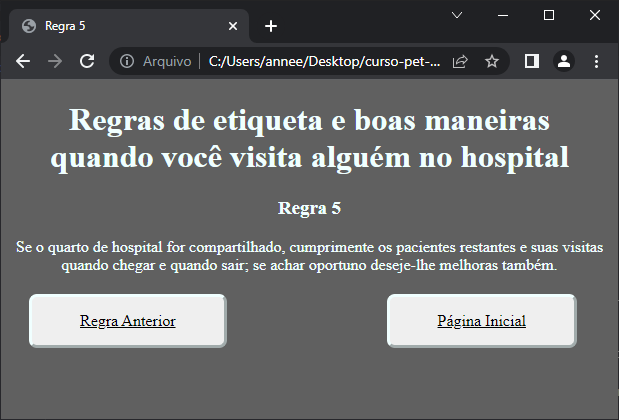 Regra 5
Arquivo
C:/Users/annee/Desktop/curso-pet-...
Regras de etiqueta e boas maneiras
quando você visita alguém no hospital
Regra 5
Se o quarto de hospital for compartilhado, cumprimente os pacientes restantes e suas visitas
quando chegar e quando sair; se achar oportuno deseje-lhe melhoras também.
Regra Anterior
Página Inicial